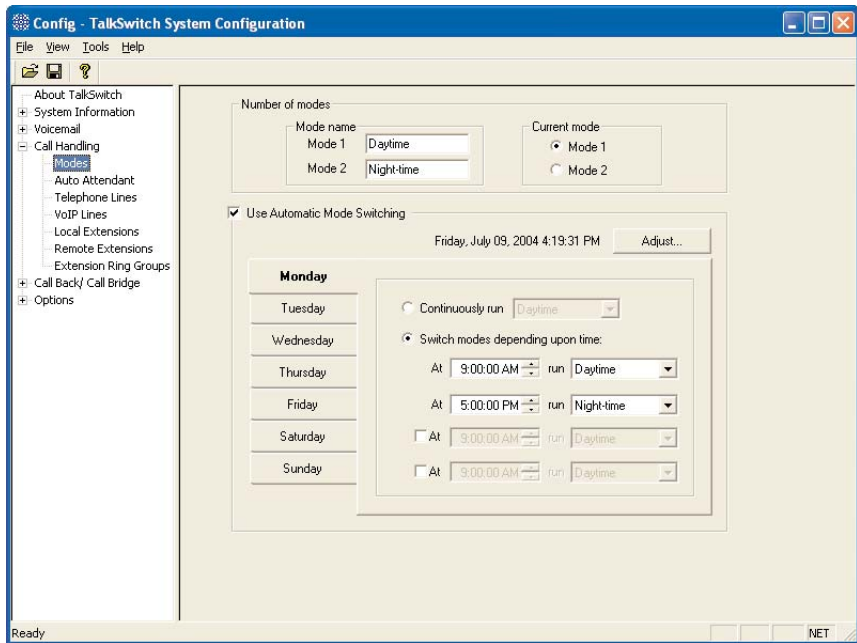 Config - TalkSwitch System Configuration
File View Tools Help
About TalkSwitch
System Information
Voicemail
Call Handling
Modes
Auto Attendant
Telephone Lines
VoIP Lines
Local Extensions
Remote Extensions
Extension Ring Groups
Call Back/ Call Bridge
Options
Number of modes
Mode name
Mode 1 Daytime
Mode 2 Night-time
Current mode
Mode 1
Mode 2
Use Automatic Mode Switching
Friday, July 09, 2004 4:19:31 PM Adjust...
Monday
Tuesday
Wednesday
Thursday
Friday
Saturday
Sunday
Continuously run Daytime
Switch modes depending upon time:
At 9:00:00 AM run Daytime
At 5:00:00 PM run Night-time
At 9:00:00 AM run Daytime
At 9:00:00 AM run Daytime
Ready NET